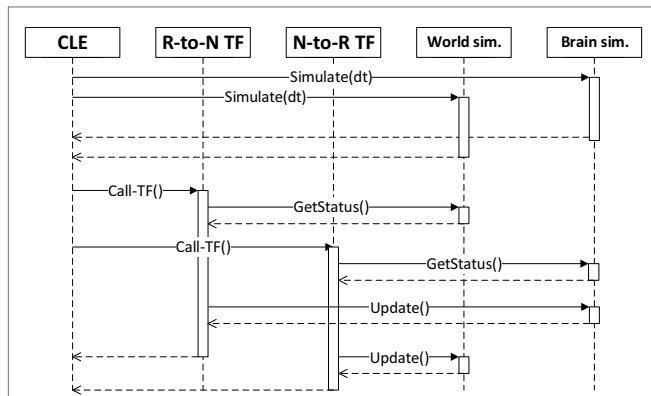 CLE R-to-N TF N-to-R TF World sim. Brain sim.
Simulate(dt)
Simulate(dt)
Call-TF()
GetStatus()
Call-TF()
GetStatus()
Update()
Update()